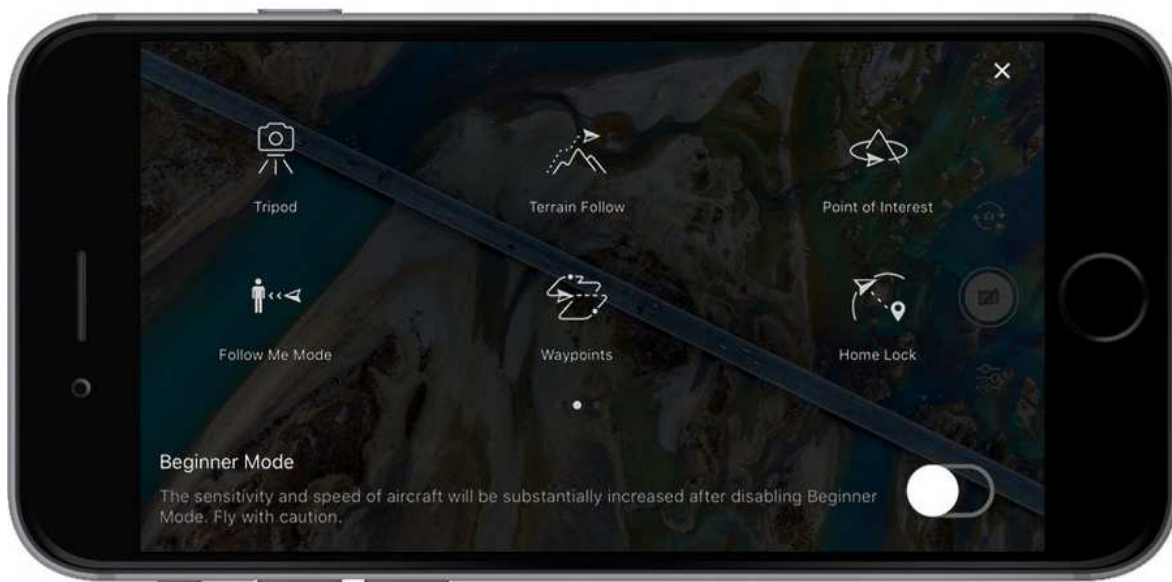 Tripod
Terrain Follow
Point of Interest
Follow Me Mode
Waypoints
Home Lock
Beginner Mode
The sensitivity and speed of aircraft will be substantially increased after disabling Beginner
Mode. Fly with caution.